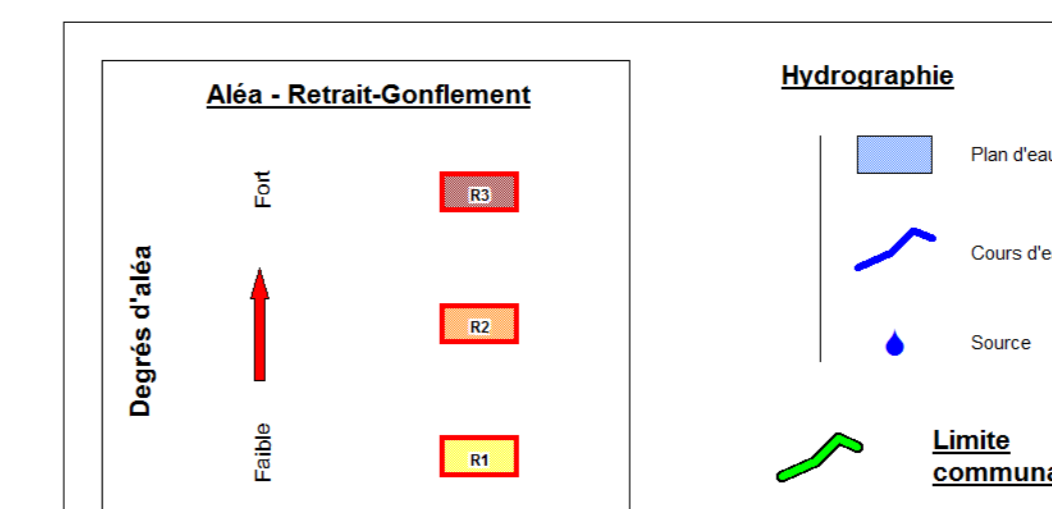 Aléa - Retrait-Gonflement
Degrés d'aléa
Fort
Faible
R3
R2
R1
Hydrographie
Plan d'eau
Cours d'e
Source
Limite
communa